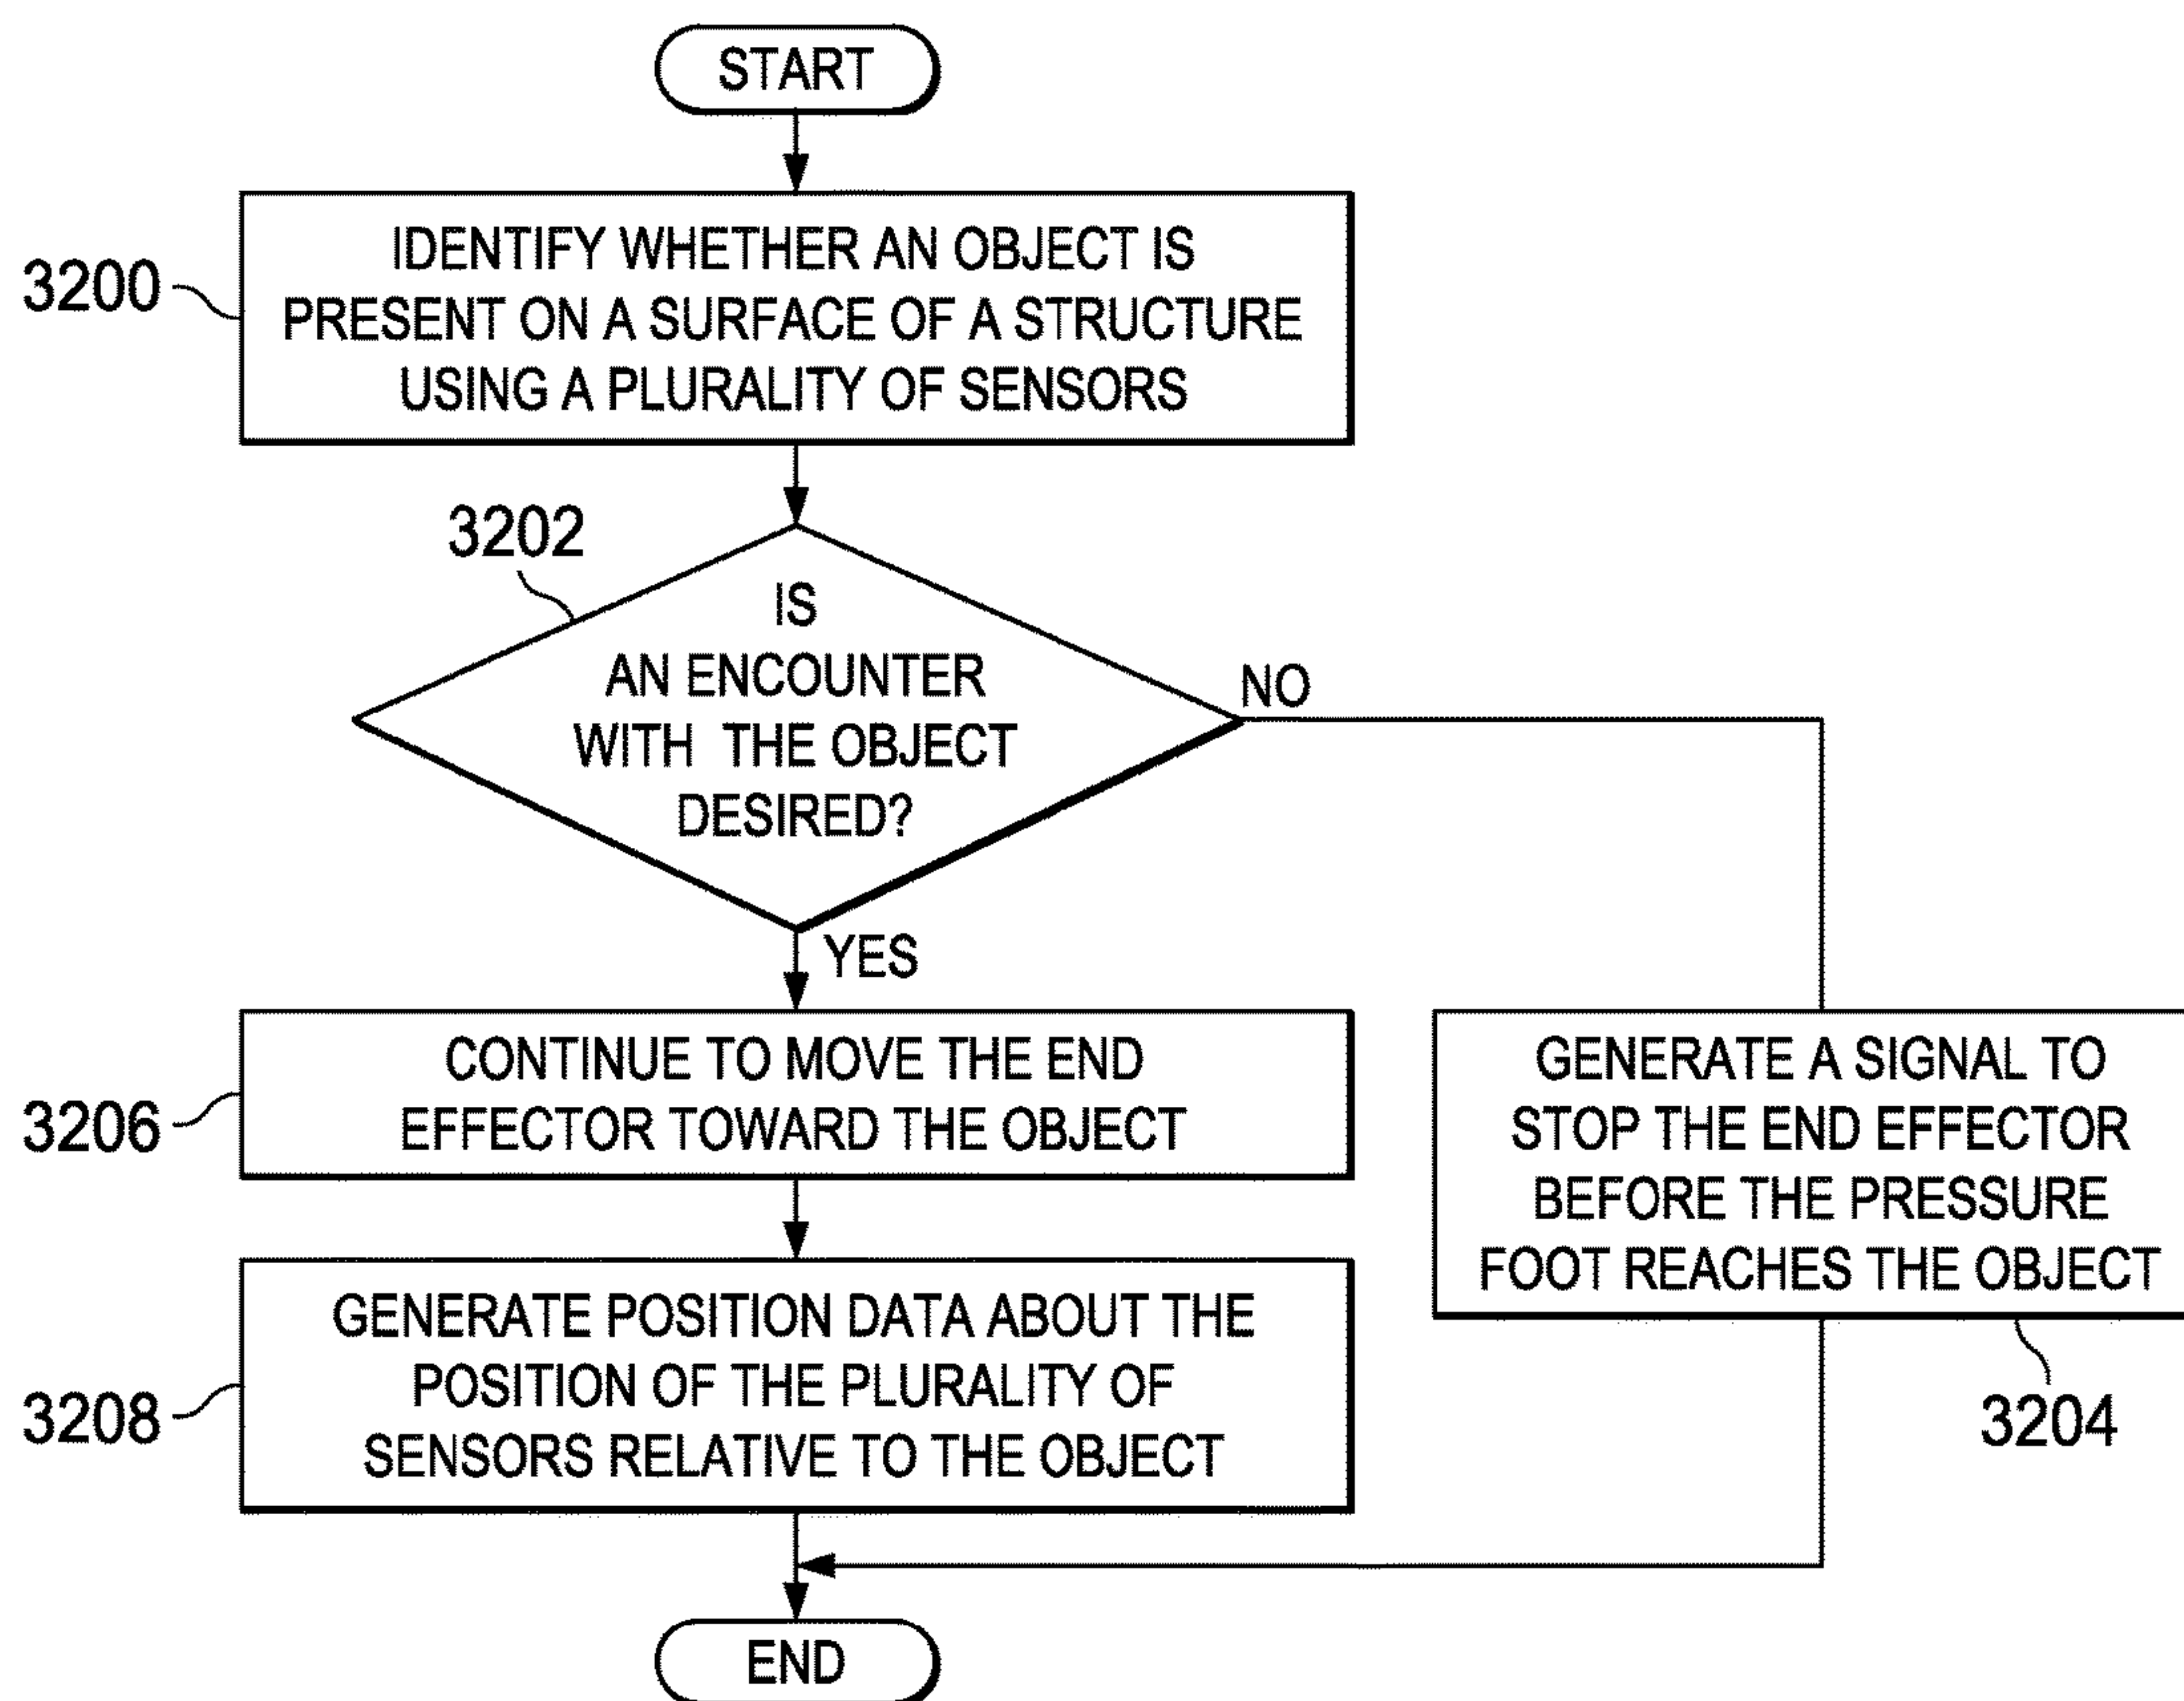 START
3200
IDENTIFY WHETHER AN OBJECT IS
PRESENT ON A SURFACE OF A STRUCTURE
USING A PLURALITY OF SENSORS
3202
IS
AN ENCOUNTER
WITH THE OBJECT
DESIRED?
NO
YES
3206
CONTINUE TO MOVE THE END
EFFECTOR TOWARD THE OBJECT
GENERATE A SIGNAL TO
STOP THE END EFFECTOR
BEFORE THE PRESSURE
FOOT REACHES THE OBJECT
3204
3208
GENERATE POSITION DATA ABOUT THE
POSITION OF THE PLURALITY OF
SENSORS RELATIVE TO THE OBJECT
END